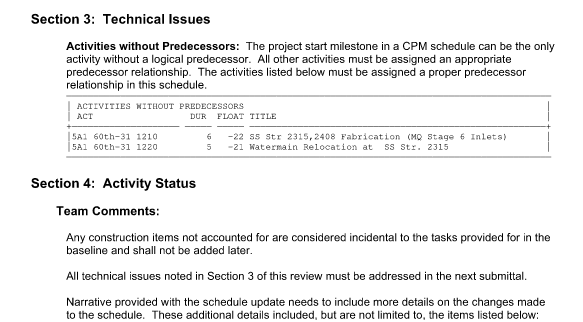 Section 3: Technical Issues
Activities without Predecessors: The project start milestone in a CPM schedule can be the only
activity without a logical predecessor. All other activities must be assigned an appropriate
predecessor relationship. The activities listed below must be assigned a proper predecessor
relationship in this schedule.
ACTIVITIES WITHOUT PREDECESSORS
ACT DUR FLOAT TITLE
5A1 60th-31 1210 6 -22 SS Str 2315,2408 Fabrication (MQ Stage 6 Inlets)
5A1 60th-31 1220 5 -21 Watermain Relocation at SS Str. 2315
Section 4: Activity Status
Team Comments:
Any construction items not accounted for are considered incidental to the tasks provided for in the
baseline and shall not be added later.
All technical issues noted in Section 3 of this review must be addressed in the next submittal.
Narrative provided with the schedule update needs to include more details on the changes made
to the schedule. These additional details included, but are not limited to, the items listed below: